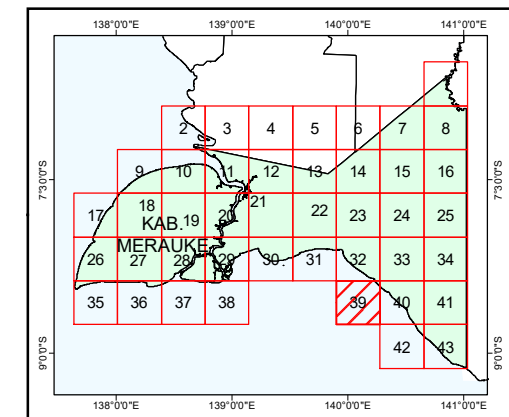 138°0'0"E 139°0'0"E 140°0'0"E 141°0'0"E
2 3 4 5 6 7 8
9 10 11 12 13 14 15 16
7°30'0"S 7°30'0"S
17 18 19 20 21 22 23 24 25
KAB.
MERAUKE
26 27 28 29 30 31 32 33 34
35 36 37 38 39 40 41
42 43
9°0'0"S 9°0'0"S
138°0'0"E 139°0'0"E 140°0'0"E 141°0'0"E